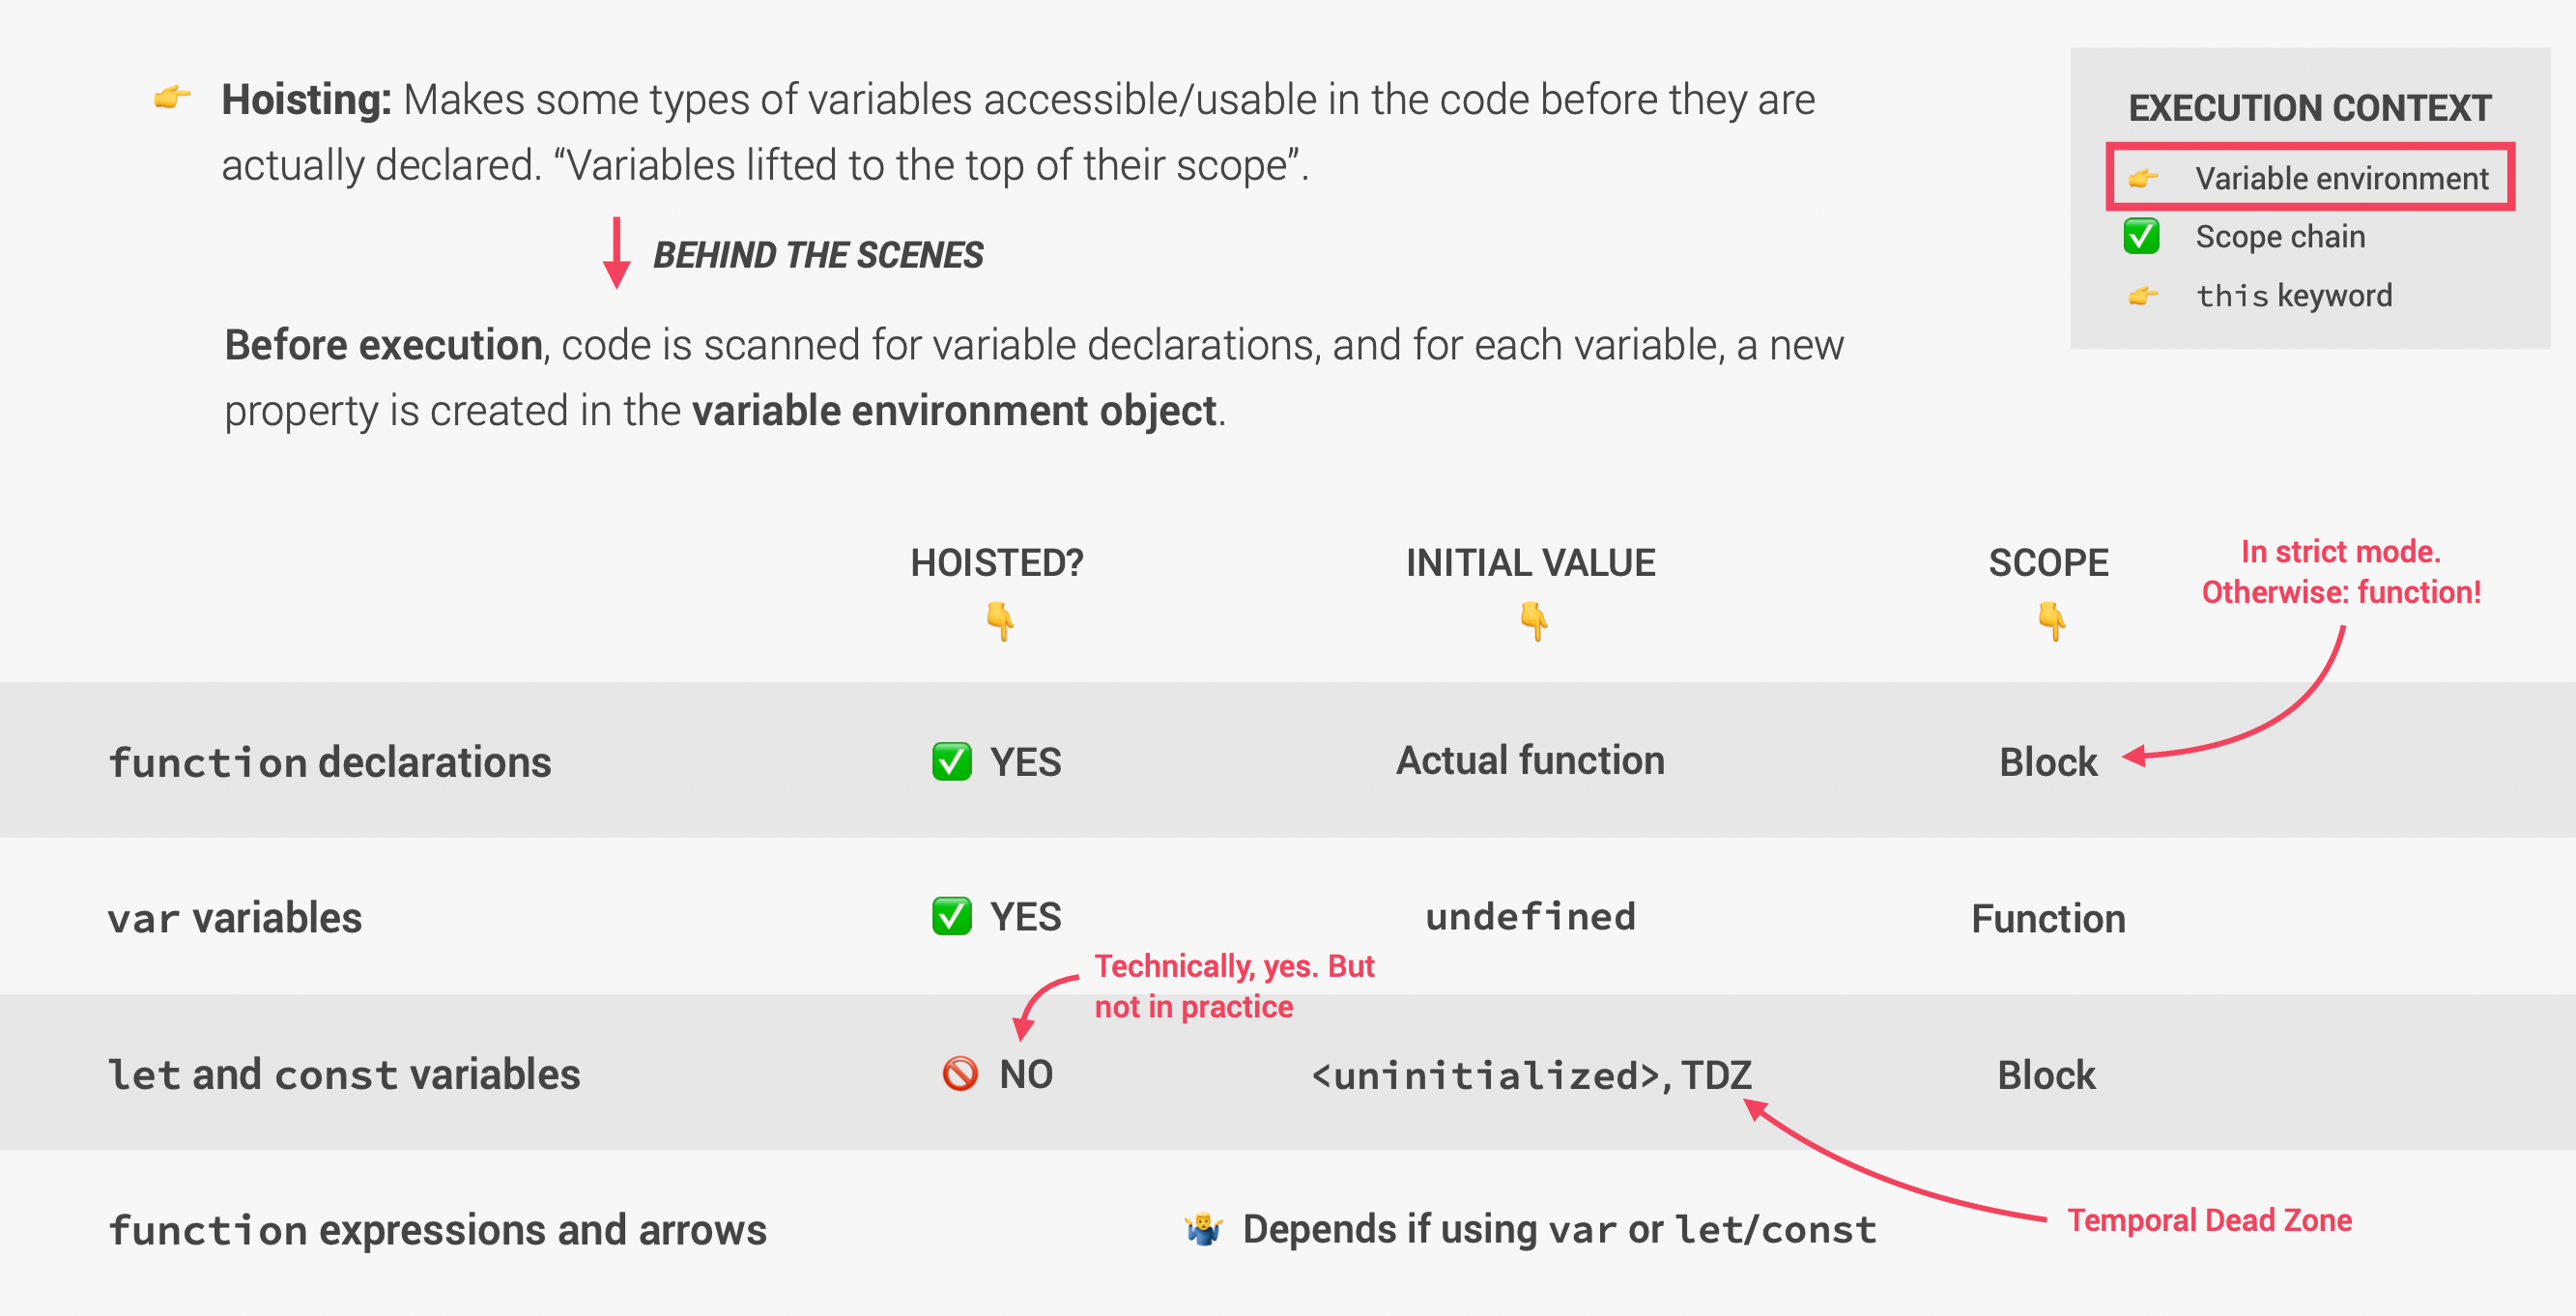 Hoisting: Makes some types of variables accessible/usable in the code before they are
actually declared. “Variables lifted to the top of their scope”.
BEHIND THE SCENES
Before execution, code is scanned for variable declarations, and for each variable, a new
property is created in the variable environment object.
EXECUTION CONTEXT
Variable environment
Scope chain
this keyword
HOISTED?
INITIAL VALUE
SCOPE
In strict mode.
Otherwise: function!
function declarations
YES
Actual function
Block
var variables
YES
undefined
Function
Technically, yes. But
not in practice
let and const variables
NO
<uninitialized>, TDZ
Block
Temporal Dead Zone
function expressions and arrows
Depends if using var or let/const